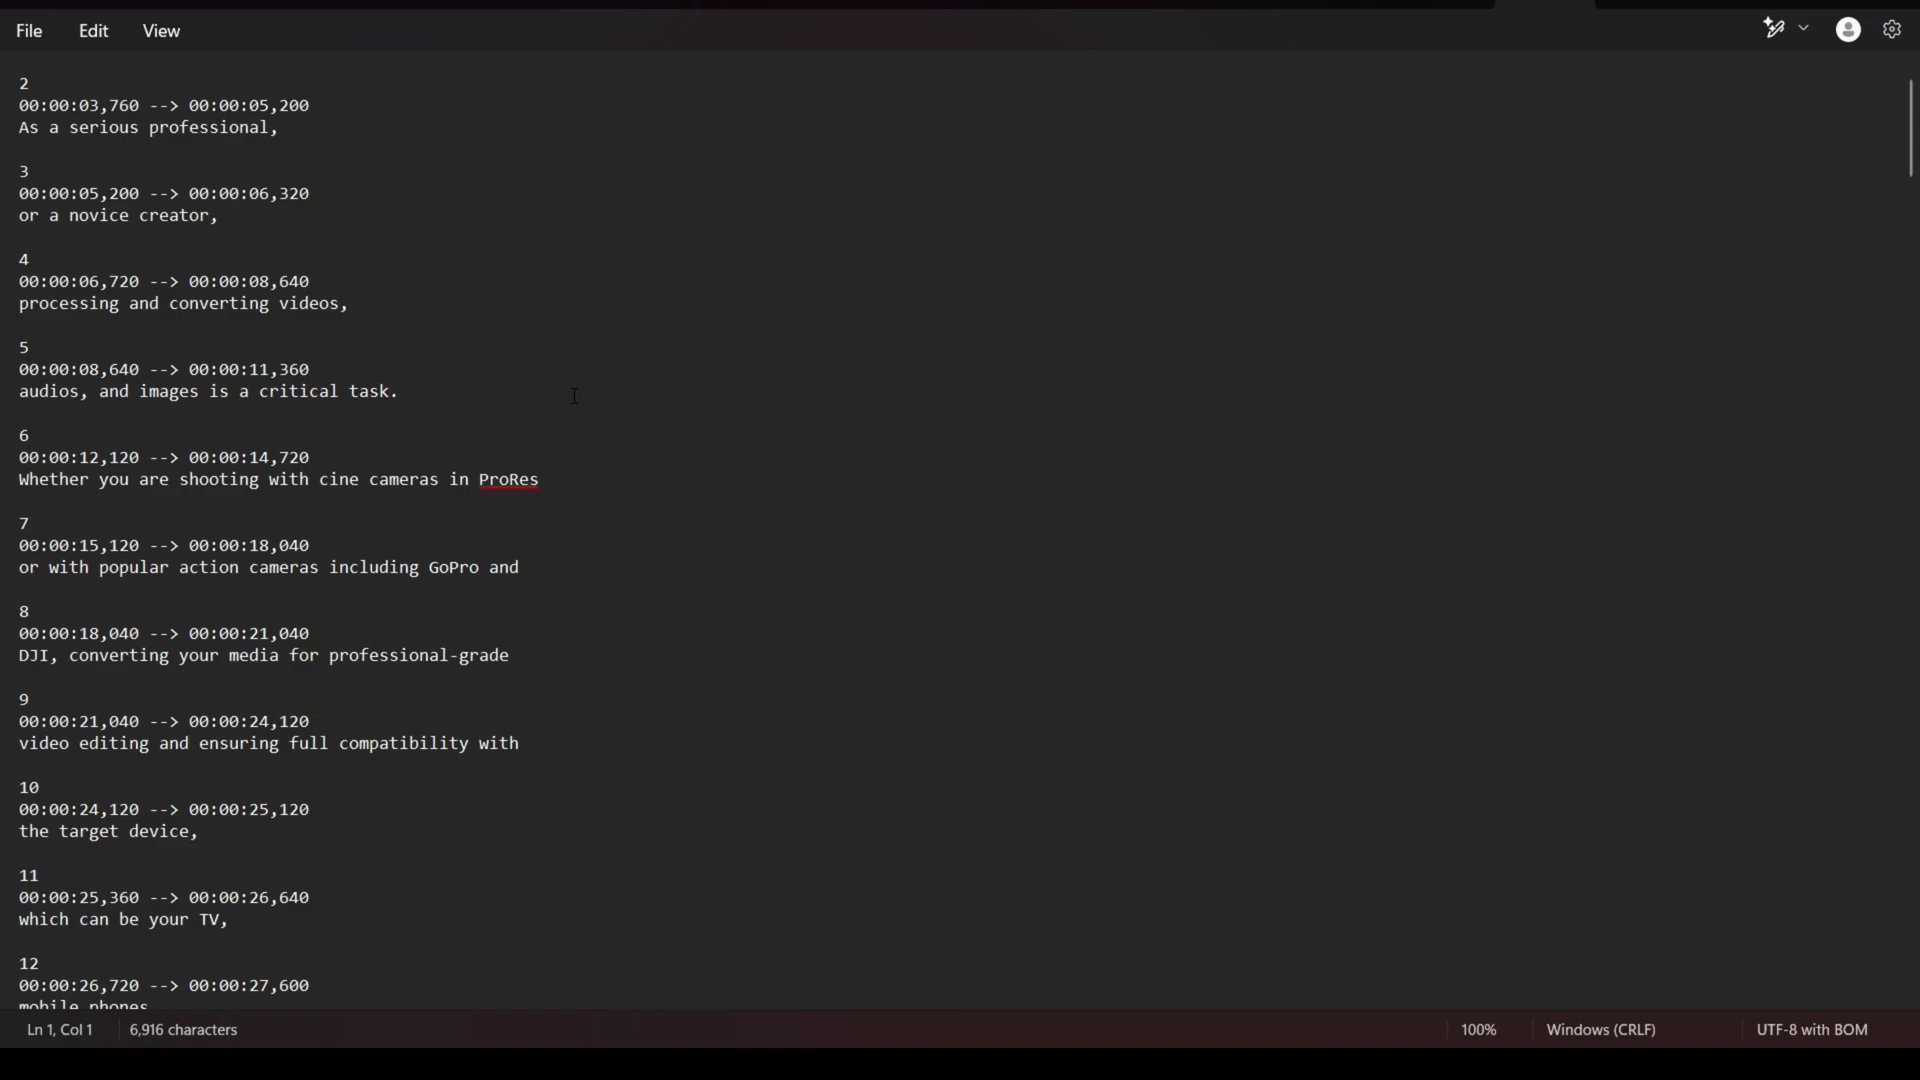 File Edit View
2
00:00:03,760 --> 00:00:05,200
As a serious professional,
3
00:00:05,200 --> 00:00:06,320
or a novice creator,
4
00:00:06,720 --> 00:00:08,640
processing and converting videos,
5
00:00:08,640 --> 00:00:11,360
audios, and images is a critical task.
6
00:00:12,120 --> 00:00:14,720
Whether you are shooting with cine cameras in ProRes
7
00:00:15,120 --> 00:00:18,040
or with popular action cameras including GoPro and
8
00:00:18,040 --> 00:00:21,040
DJI, converting your media for professional-grade
9
00:00:21,040 --> 00:00:24,120
video editing and ensuring full compatibility with
10
00:00:24,120 --> 00:00:25,120
the target device,
11
00:00:25,360 --> 00:00:26,640
which can be your TV,
12
00:00:26,720 --> 00:00:27,600
mobile phones
Ln 1, Col 1 6,916 characters 100% Windows (CRLF) UTF-8 with BOM